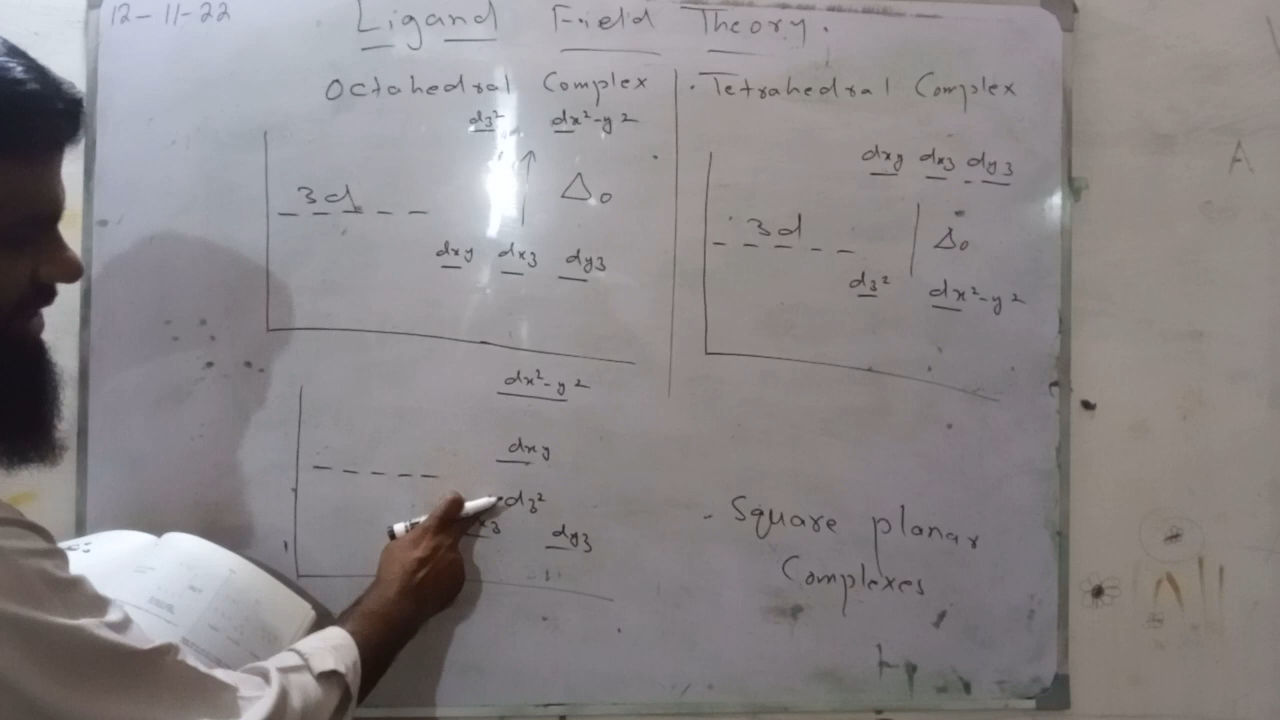 12-11-22
Ligand Field Theory.
Octahedral Complex
dz² dx²-y²
3d
Δo
dxy dxz dyz
. Tetrahedral Complex
dxy dxz dyz
3d
Δo
dz² dx²-y²
dx²-y²
dxy
dz²
xz dyz
- Square planar
Complexes
A